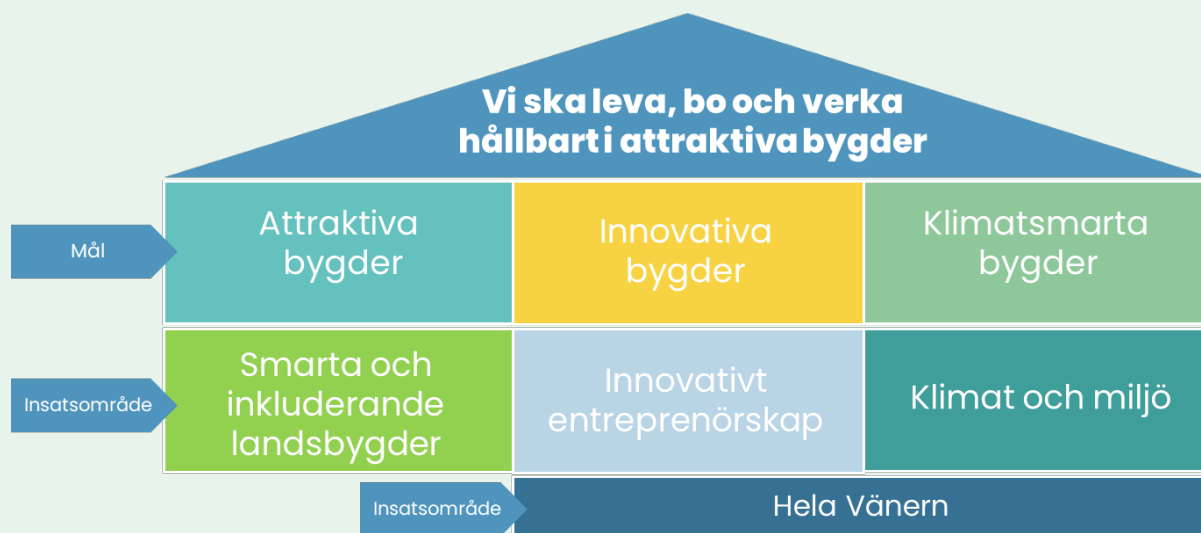 Vi ska leva, bo och verka
hållbart i attraktiva bygder
Mål
Attraktiva
bygder
Innovativa
bygder
Klimatsmarta
bygder
Insatsområde
Smarta och
inkluderande
landsbygder
Innovativt
entreprenörskap
Klimat och miljö
Insatsområde
Hela Vänern